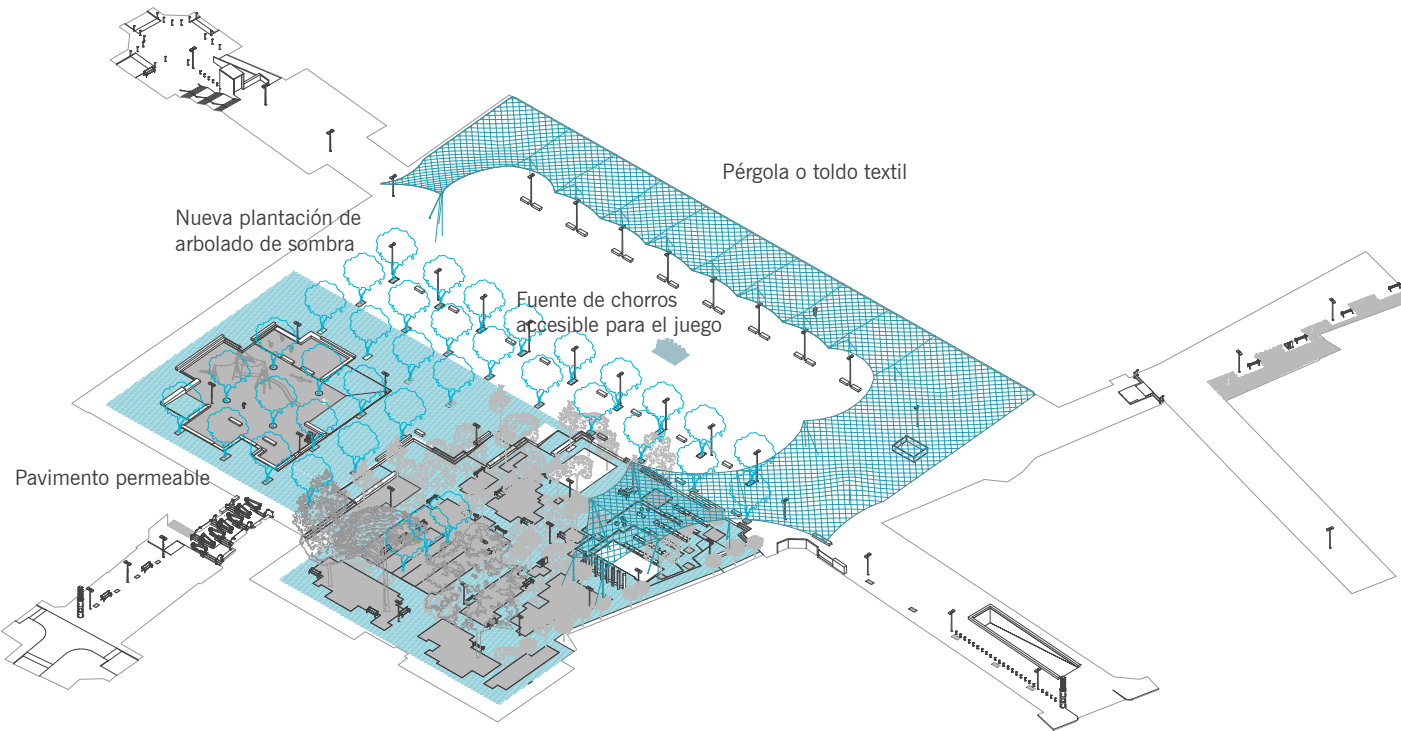 Pérgola o toldo textil
Nueva plantación de
arbolado de sombra
Fuente de chorros
accesible para el juego
Pavimento permeable